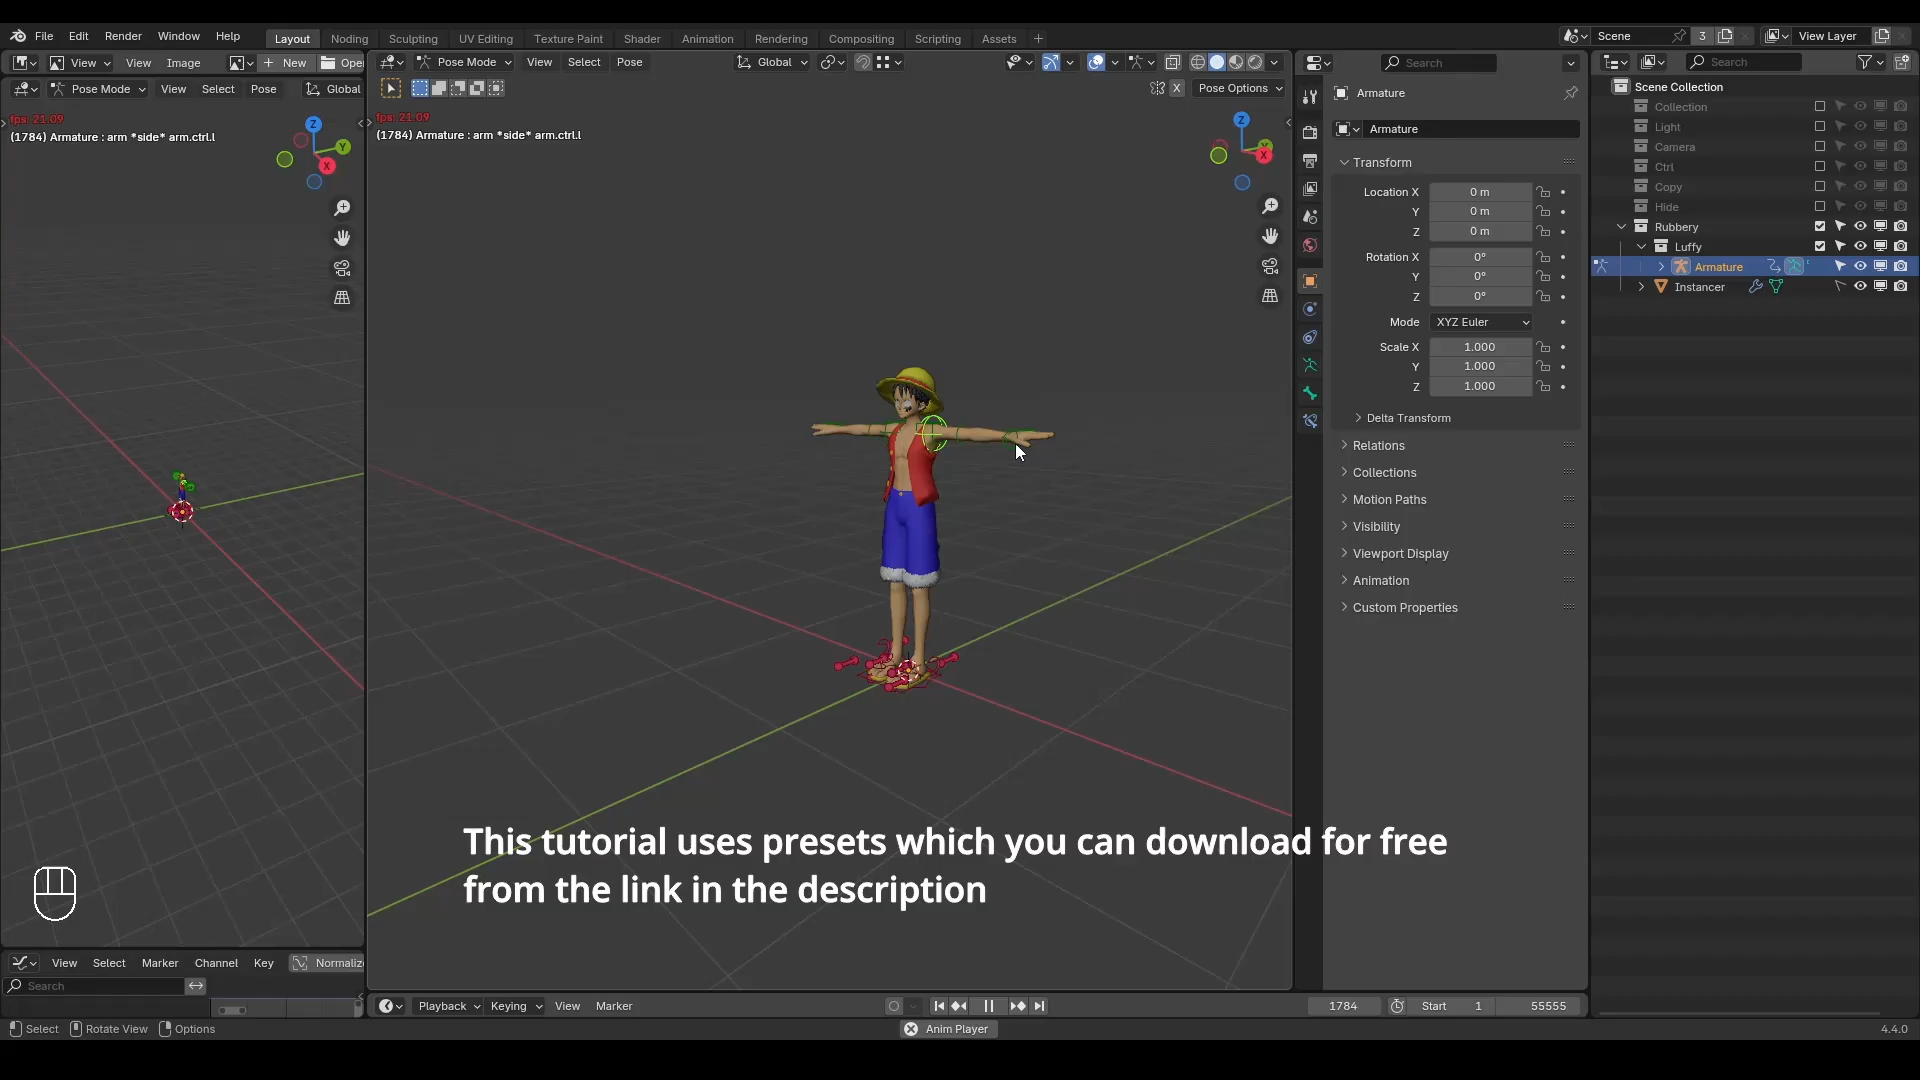 File Edit Render Window Help Layout Noding Sculpting UV Editing Texture Paint Shader Animation Rendering Compositing Scripting Assets + Scene 3 View Layer
View View Image New Pose Mode View Select Pose Global Search Search
Pose Mode View Select Pose Global X Pose Options
fps: 21.09
(1784) Armature : arm *side* arm.ctrl.l
Z
Y
X
fps: 21.09
(1784) Armature : arm *side* arm.ctrl.l
Z
X
Armature
Armature
Transform
Location X 0 m
Y 0 m
Z 0 m
Rotation X 0°
Y 0°
Z 0°
Mode XYZ Euler
Scale X 1.000
Y 1.000
Z 1.000
Delta Transform
Relations
Collections
Motion Paths
Visibility
Viewport Display
Animation
Custom Properties
Scene Collection
Collection
Light
Camera
Ctrl
Copy
Hide
Rubbery
Luffy
Armature
Instancer
This tutorial uses presets which you can download for free
from the link in the description
View Select Marker Channel Key Normaliz
Search
Playback Keying View Marker 1784 Start 1 55555
Select Rotate View Options Anim Player 4.4.0